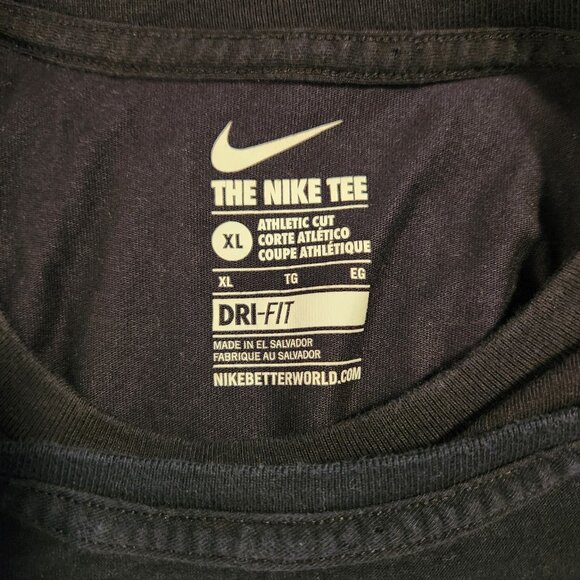 THE NIKE TEE
XL
ATHLETIC CUT
CORTE ATLÉTICO
COUPE ATHLÉTIQUE
XL TG EG
DRI-FIT
MADE IN EL SALVADOR
FABRIQUE AU SALVADOR
NIKEBETTERWORLD.COM